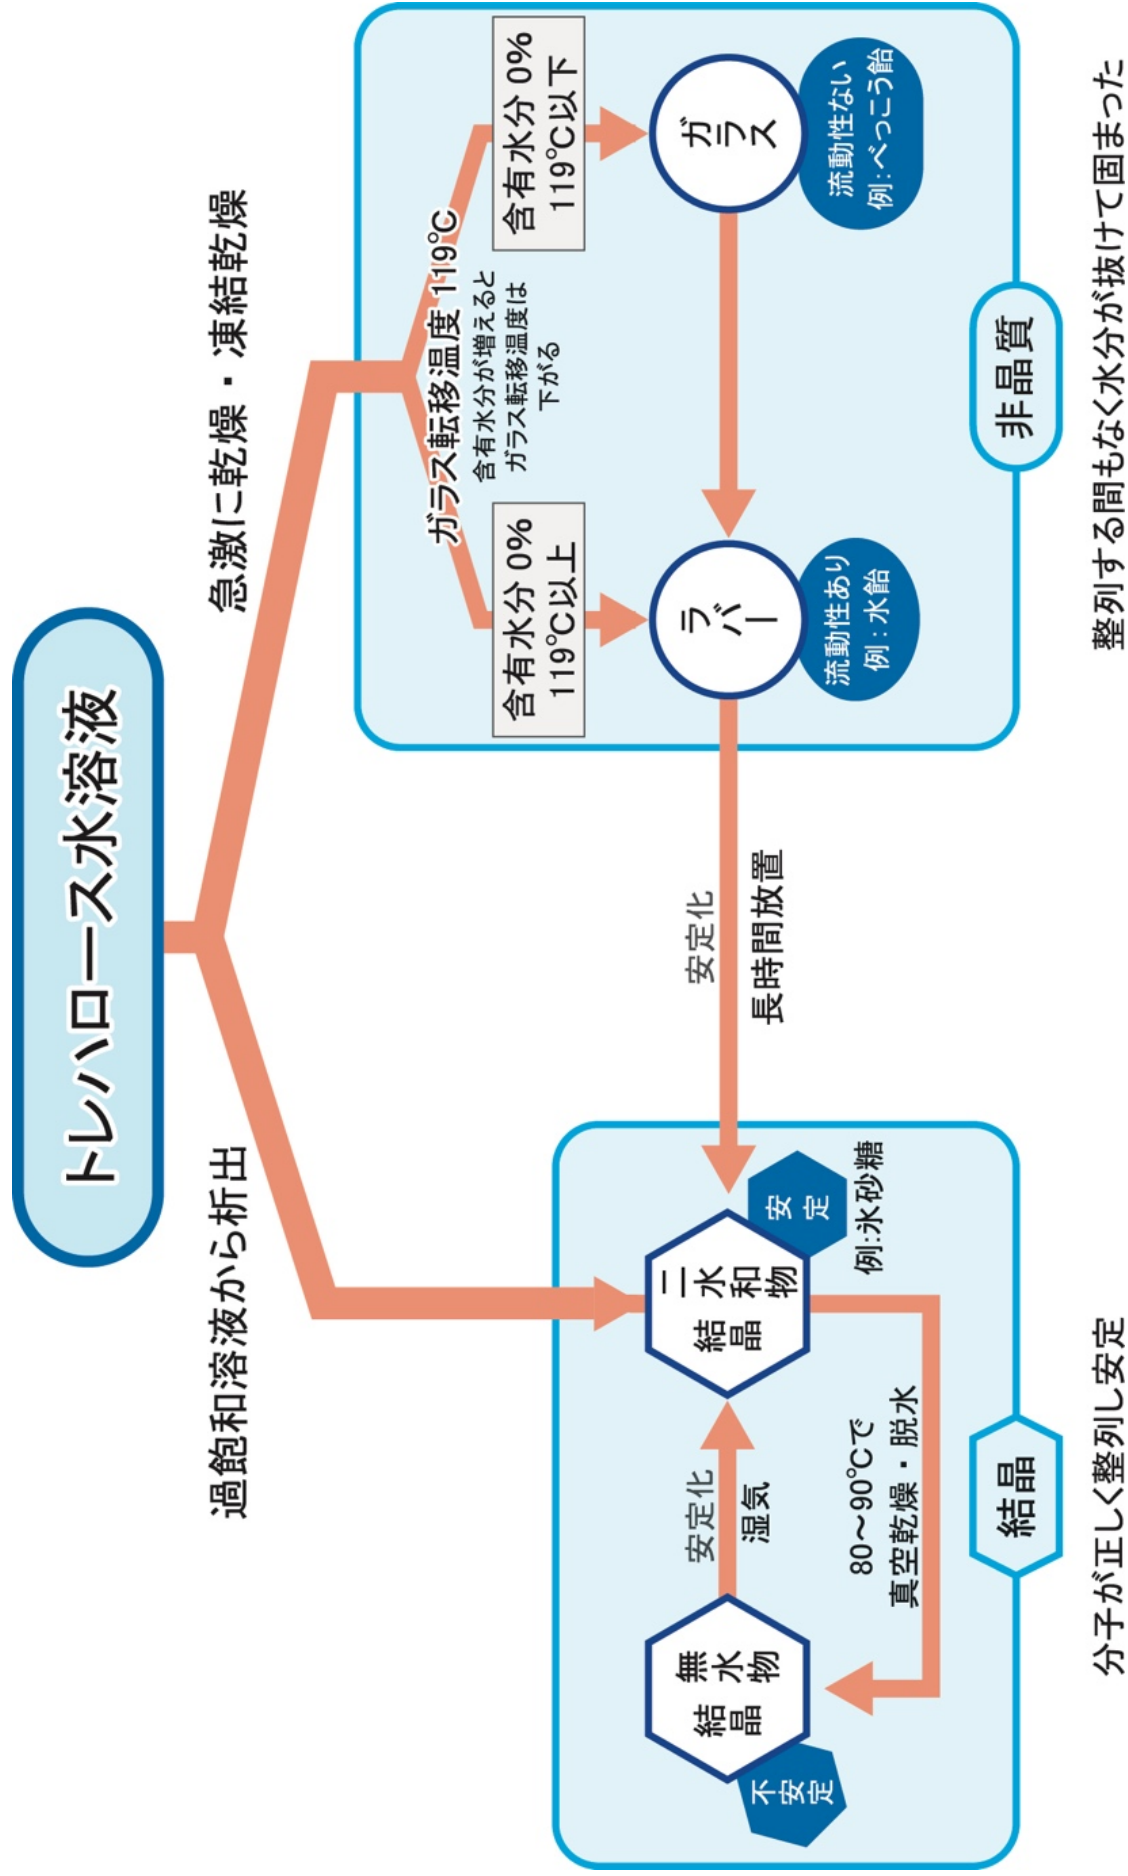 トレハロース水溶液
過飽和溶液から析出
急激に乾燥・凍結乾燥
ガラス転移温度 119℃
含有水分が増えると
ガラス転移温度は
下がる
含有水分 0%
119℃以上
含有水分 0%
119℃以下
無水物
結晶
不安定
安定化
湿気
二水和物
結晶
安定
例:氷砂糖
80〜90℃で
真空乾燥・脱水
安定化
長時間放置
ラバー
流動性あり
例:水飴
ガラス
流動性ない
例:べっこう飴
結晶
非晶質
分子が正しく整列し安定
整列する間もなく水分が抜けて固まった